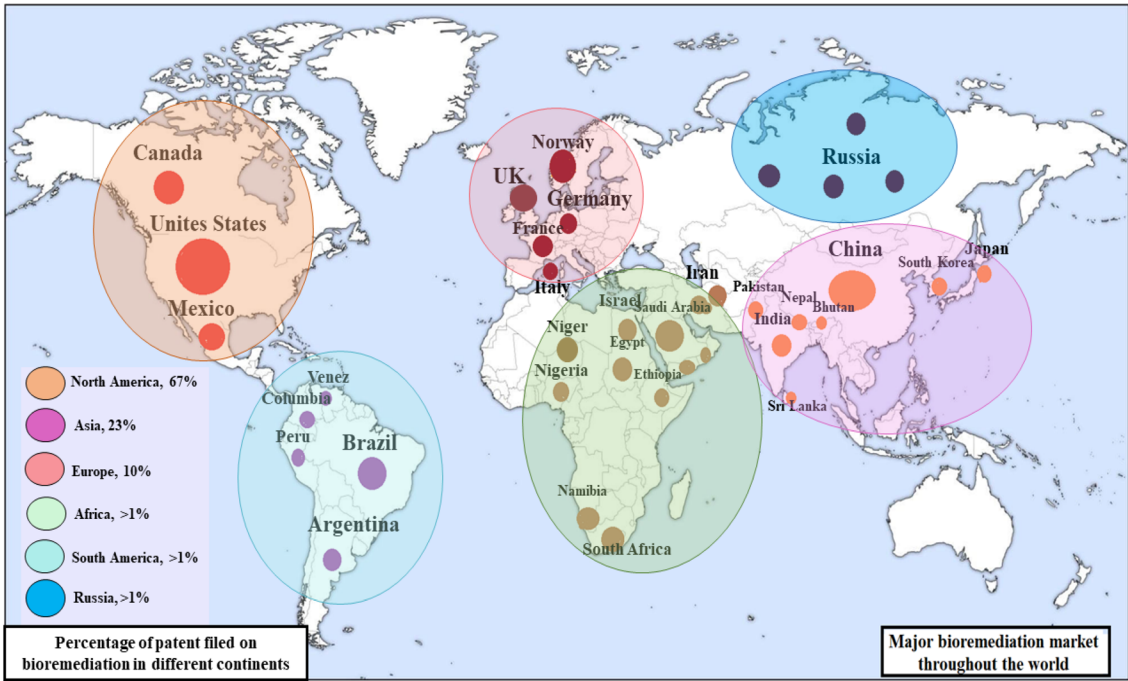 Canada
Unites States
Mexico
Norway
UK
Germany
France
Italy
Russia
China
Japan
South Korea
Iran
Pakistan
Nepal
Bhutan
India
Sri Lanka
Israel
Saudi Arabia
Niger
Egypt
Nigeria
Ethiopia
Namibia
South Africa
Venez
Columbia
Peru
Brazil
Argentina
North America, 67%
Asia, 23%
Europe, 10%
Africa, >1%
South America, >1%
Russia, >1%
Percentage of patent filed on
bioremediation in different continents
Major bioremediation market
throughout the world